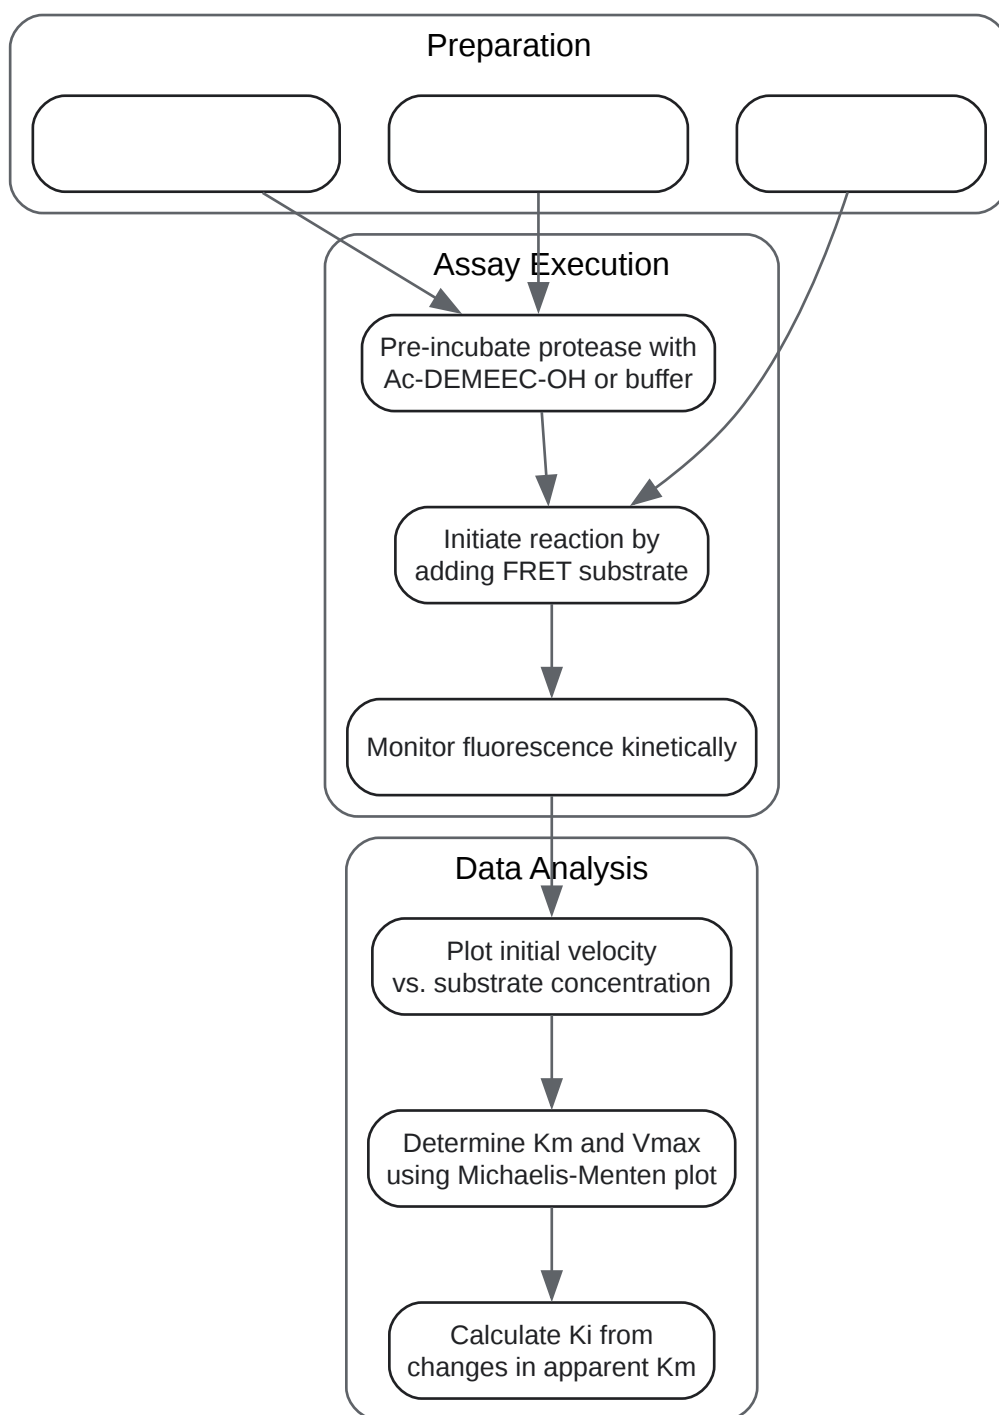 Preparation
Assay Execution
Pre-incubate protease with
Ac-DEMEEC-OH or buffer
Initiate reaction by
adding FRET substrate
Monitor fluorescence kinetically
Data Analysis
Plot initial velocity
vs. substrate concentration
Determine Km and Vmax
using Michaelis-Menten plot
Calculate Ki from
changes in apparent Km